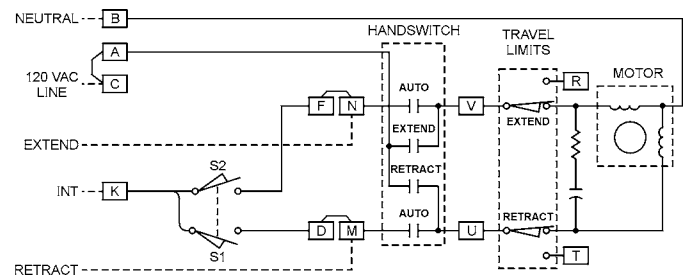 NEUTRAL B
HANDSWITCH
TRAVEL
LIMITS
A
R
MOTOR
120 VAC
LINE
C
AUTO
F N V
EXTEND
EXTEND
EXTEND
S2
RETRACT
INT K
RETRACT
AUTO
D M U
S1
T
RETRACT